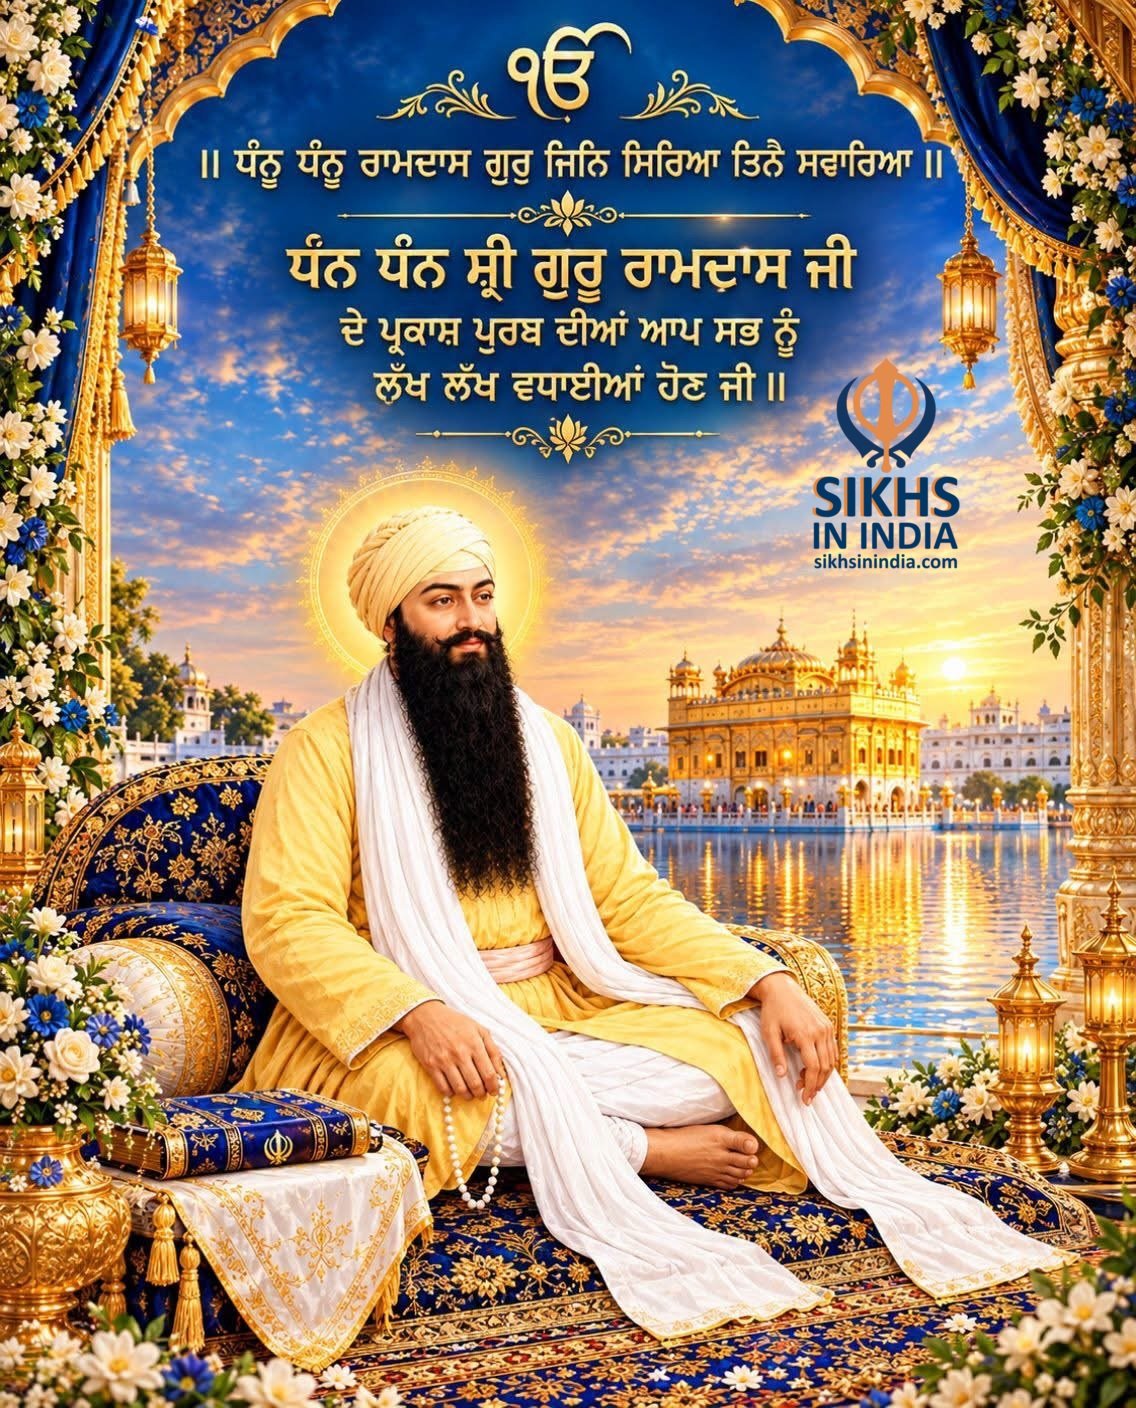 ੴ
॥ ਧੰਨੁ ਧੰਨੁ ਰਾਮਦਾਸ ਗੁਰੁ ਜਿਨਿ ਸਿਰਿਆ ਤਿਨੈ ਸਵਾਰਿਆ ॥
ਧੰਨ ਧੰਨ ਸ਼੍ਰੀ ਗੁਰੂ ਰਾਮਦਾਸ ਜੀ
ਦੇ ਪ੍ਰਕਾਸ਼ ਪੁਰਬ ਦੀਆਂ ਆਪ ਸਭ ਨੂੰ
ਲੱਖ ਲੱਖ ਵਧਾਈਆਂ ਹੋਣ ਜੀ ॥
SIKHS
IN INDIA
sikhsinindia.com